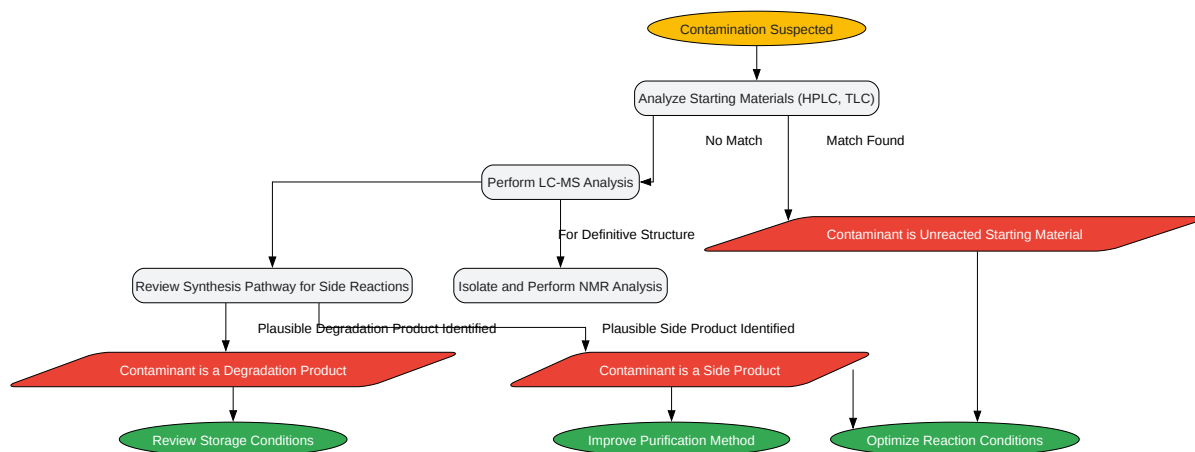 Contamination Suspected
Analyze Starting Materials (HPLC, TLC)
No Match
Match Found
Perform LC-MS Analysis
For Definitive Structure
Contaminant is Unreacted Starting Material
Review Synthesis Pathway for Side Reactions
Isolate and Perform NMR Analysis
Plausible Degradation Product Identified
Plausible Side Product Identified
Contaminant is a Degradation Product
Contaminant is a Side Product
Review Storage Conditions
Improve Purification Method
Optimize Reaction Conditions